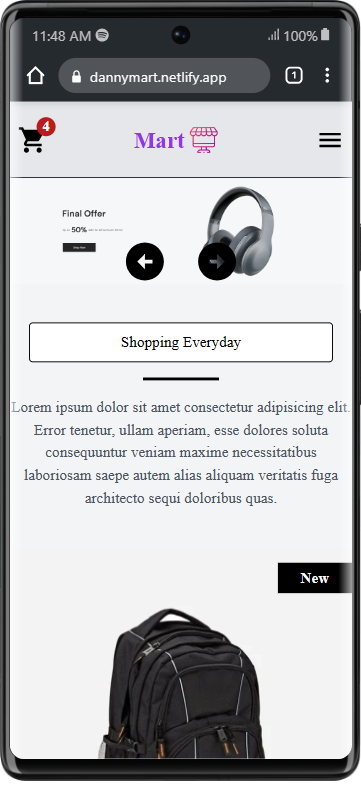 11:48 AM 100%
dannymart.netlify.app 1
4 Mart
Final Offer
50%
Shopping Everyday
Lorem ipsum dolor sit amet consectetur adipisicing elit.
Error tenetur, ullam aperiam, esse dolores soluta
consequuntur veniam maxime necessitatibus
laboriosam saepe autem alias aliquam veritatis fuga
architecto sequi doloribus quas.
New